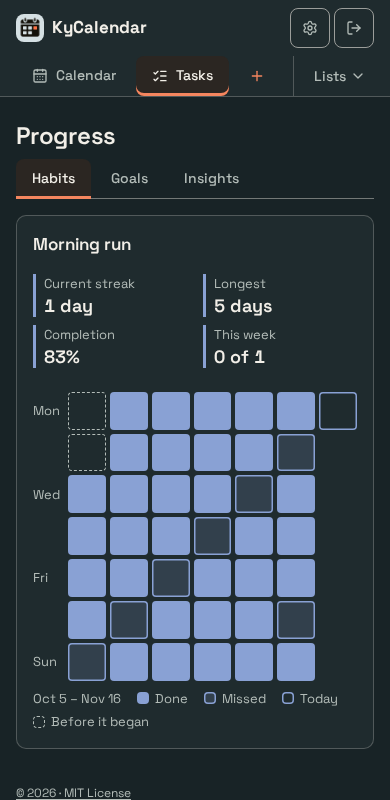 KyCalendar
Calendar
Tasks
+
Lists
Progress
Habits
Goals
Insights
Morning run
Current streak
1 day
Longest
5 days
Completion
83%
This week
0 of 1
Mon
Wed
Fri
Sun
Oct 5 – Nov 16
Done
Missed
Today
Before it began
© 2026 · MIT License